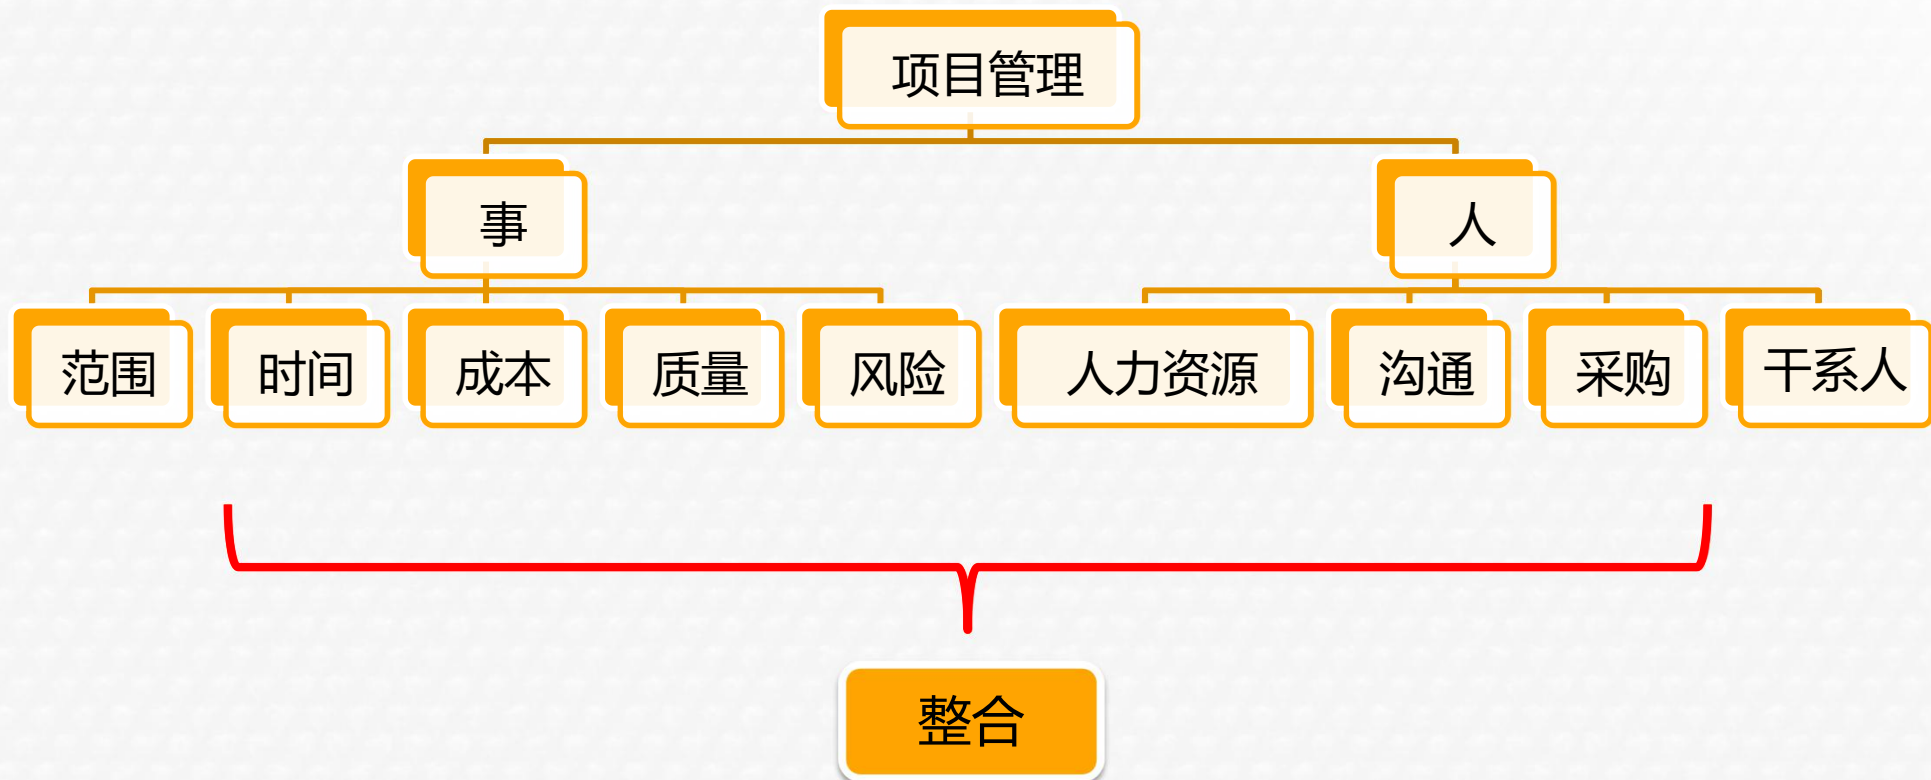 项目管理
事
人
范围
时间
成本
质量
风险
人力资源
沟通
采购
干系人
整合